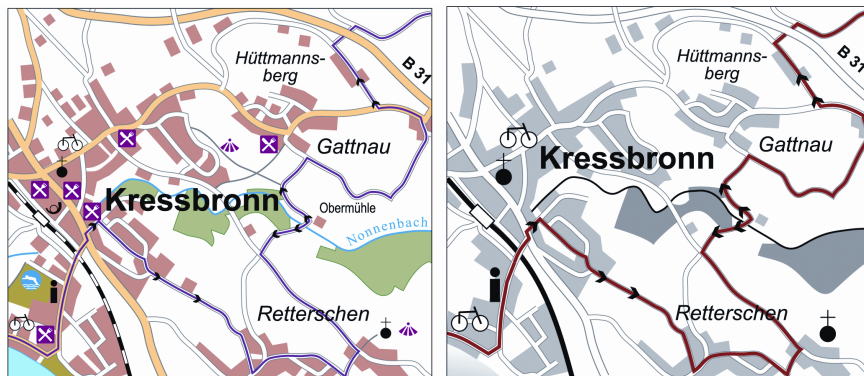 Hüttmanns-
berg
B 31
Gattnau
Kressbronn
Obermühle
Nonnenbach
Retterschen
i
Hüttmanns-
berg
B 31
Gattnau
Kressbronn
Retterschen
i